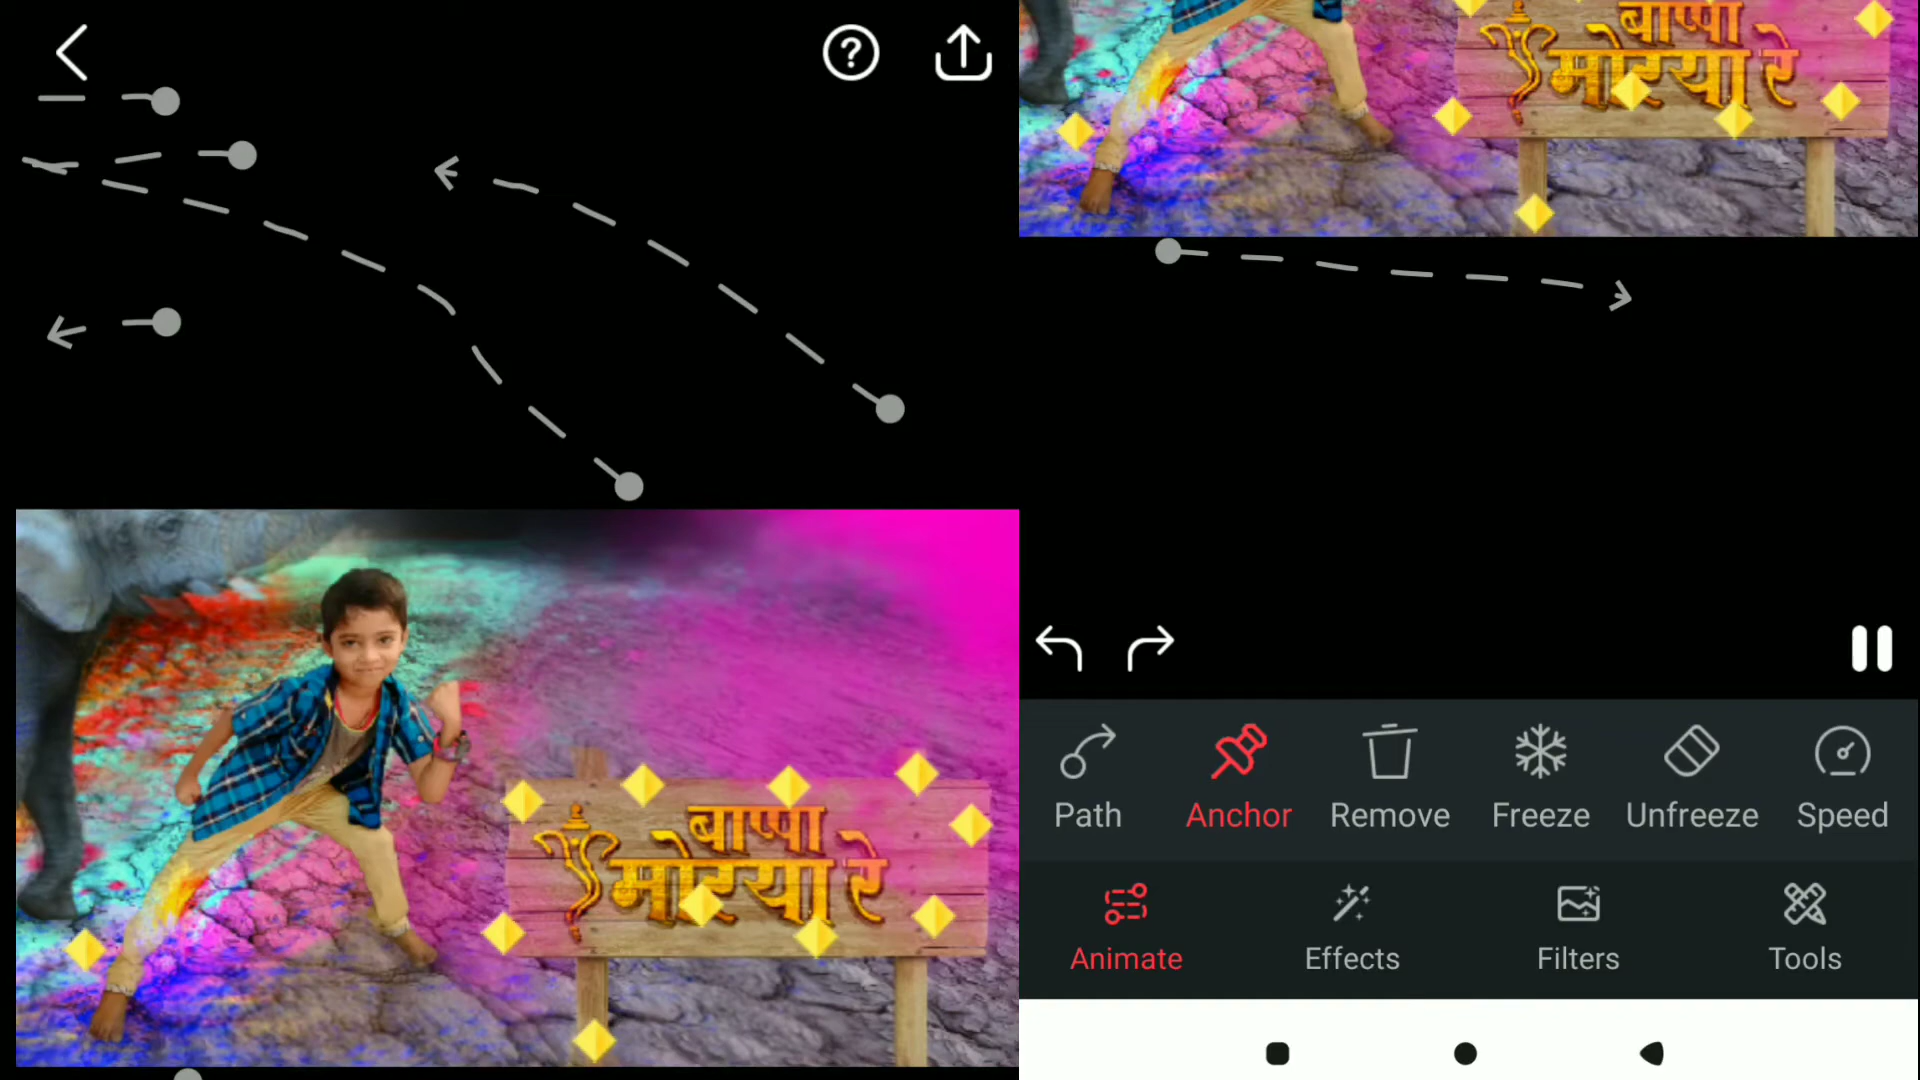 बाप्पा
मोरया रे
बाप्पा
मोरया रे
Path Anchor Remove Freeze Unfreeze Speed
Animate Effects Filters Tools